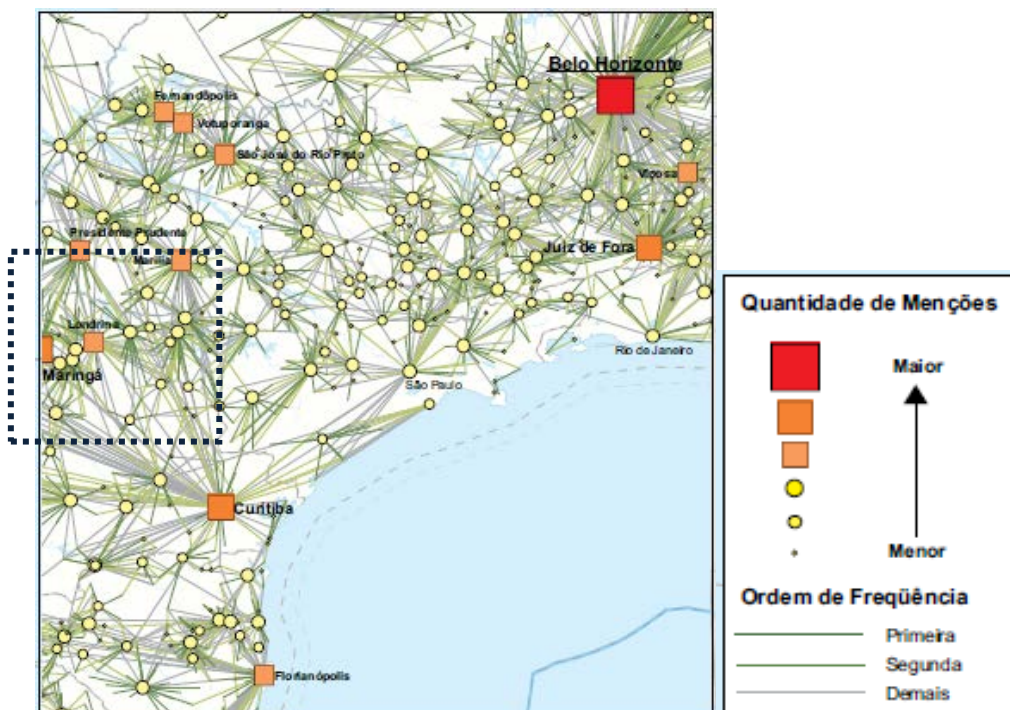 Belo Horizonte
Fernandópolis
Votuporanga
São José do Rio Preto
Viçosa
Presidente Prudente
Juiz de Fora
Marília
Londrina
Maringá
Rio de Janeiro
São Paulo
Curitiba
Florianópolis
Quantidade de Menções
Maior
Menor
Ordem de Freqüência
Primeira
Segunda
Demais